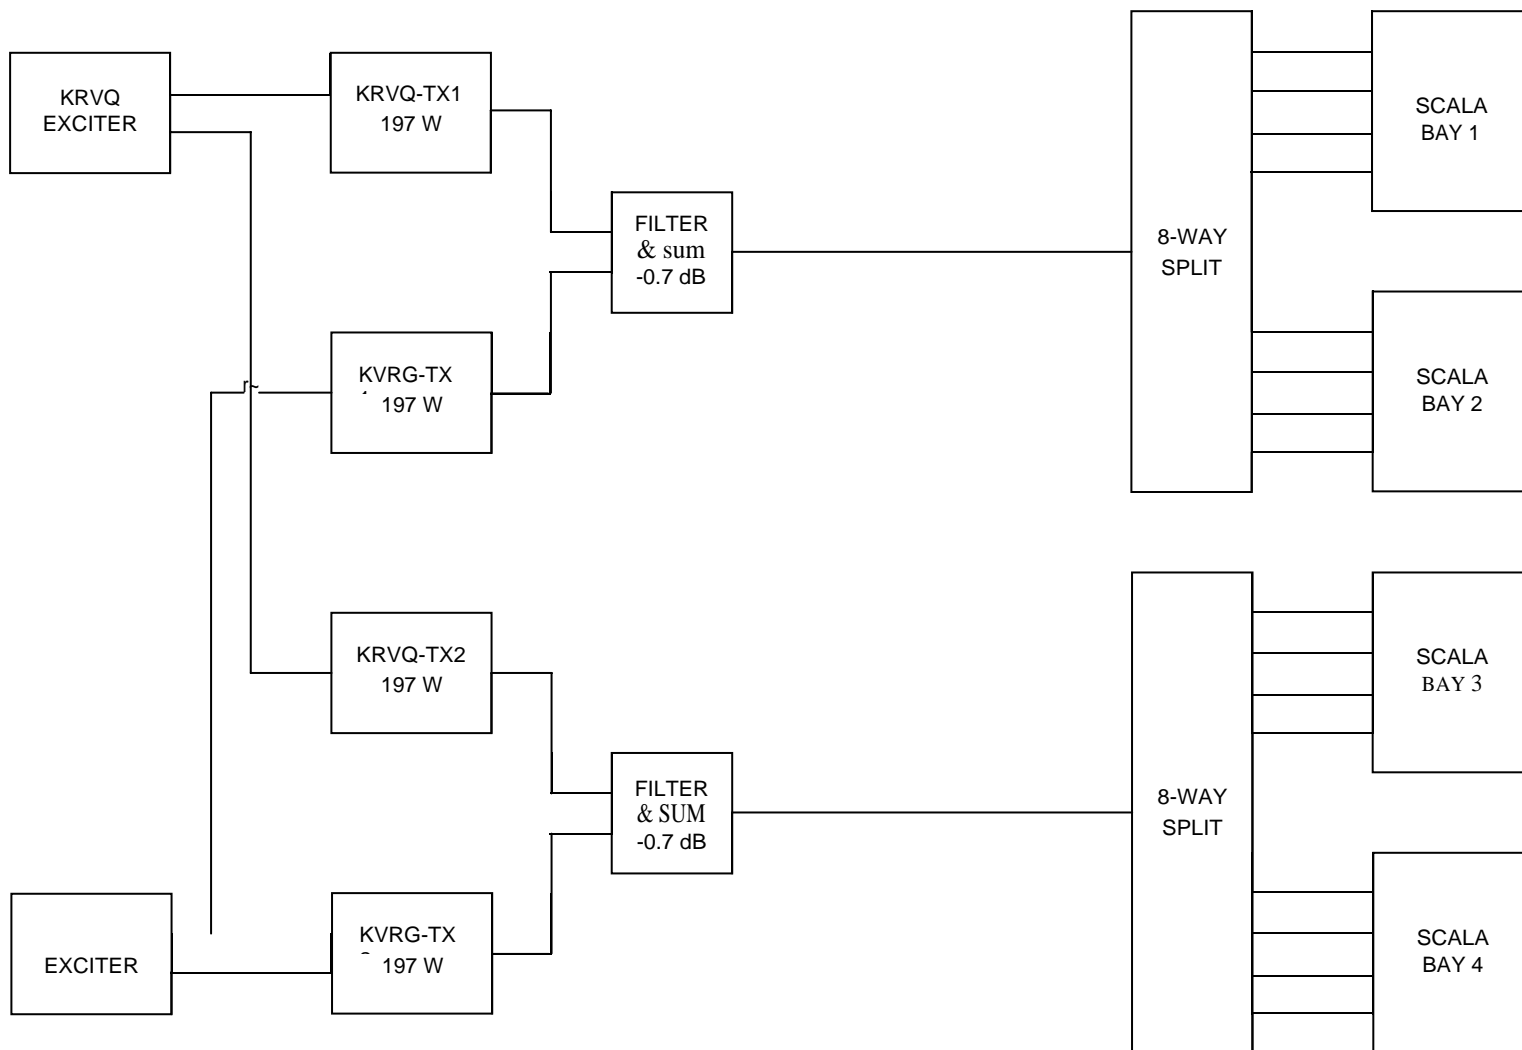 KRVQ
EXCITER
KRVQ-TX1
197 W
FILTER
& sum
-0.7 dB
8-WAY
SPLIT
SCALA
BAY 1
KVRG-TX
197 W
SCALA
BAY 2
KRVQ-TX2
197 W
FILTER
& SUM
-0.7 dB
8-WAY
SPLIT
SCALA
BAY 3
EXCITER
KVRG-TX
197 W
SCALA
BAY 4